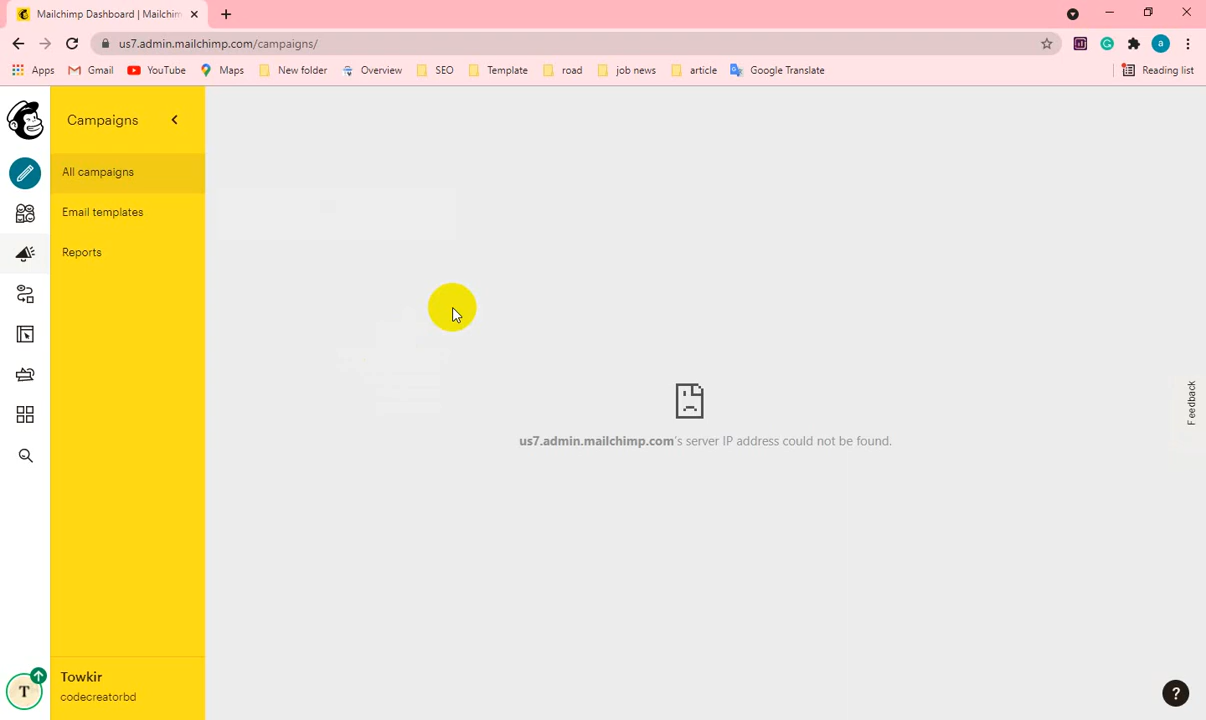 Mailchimp Dashboard | Mailchim
us7.admin.mailchimp.com/campaigns/
a
Apps Gmail YouTube Maps New folder Overview SEO Template road job news article Google Translate Reading list
Campaigns
All campaigns
Email templates
Reports
us7.admin.mailchimp.com's server IP address could not be found.
Feedback
T
Towkir
codecreatorbd
?